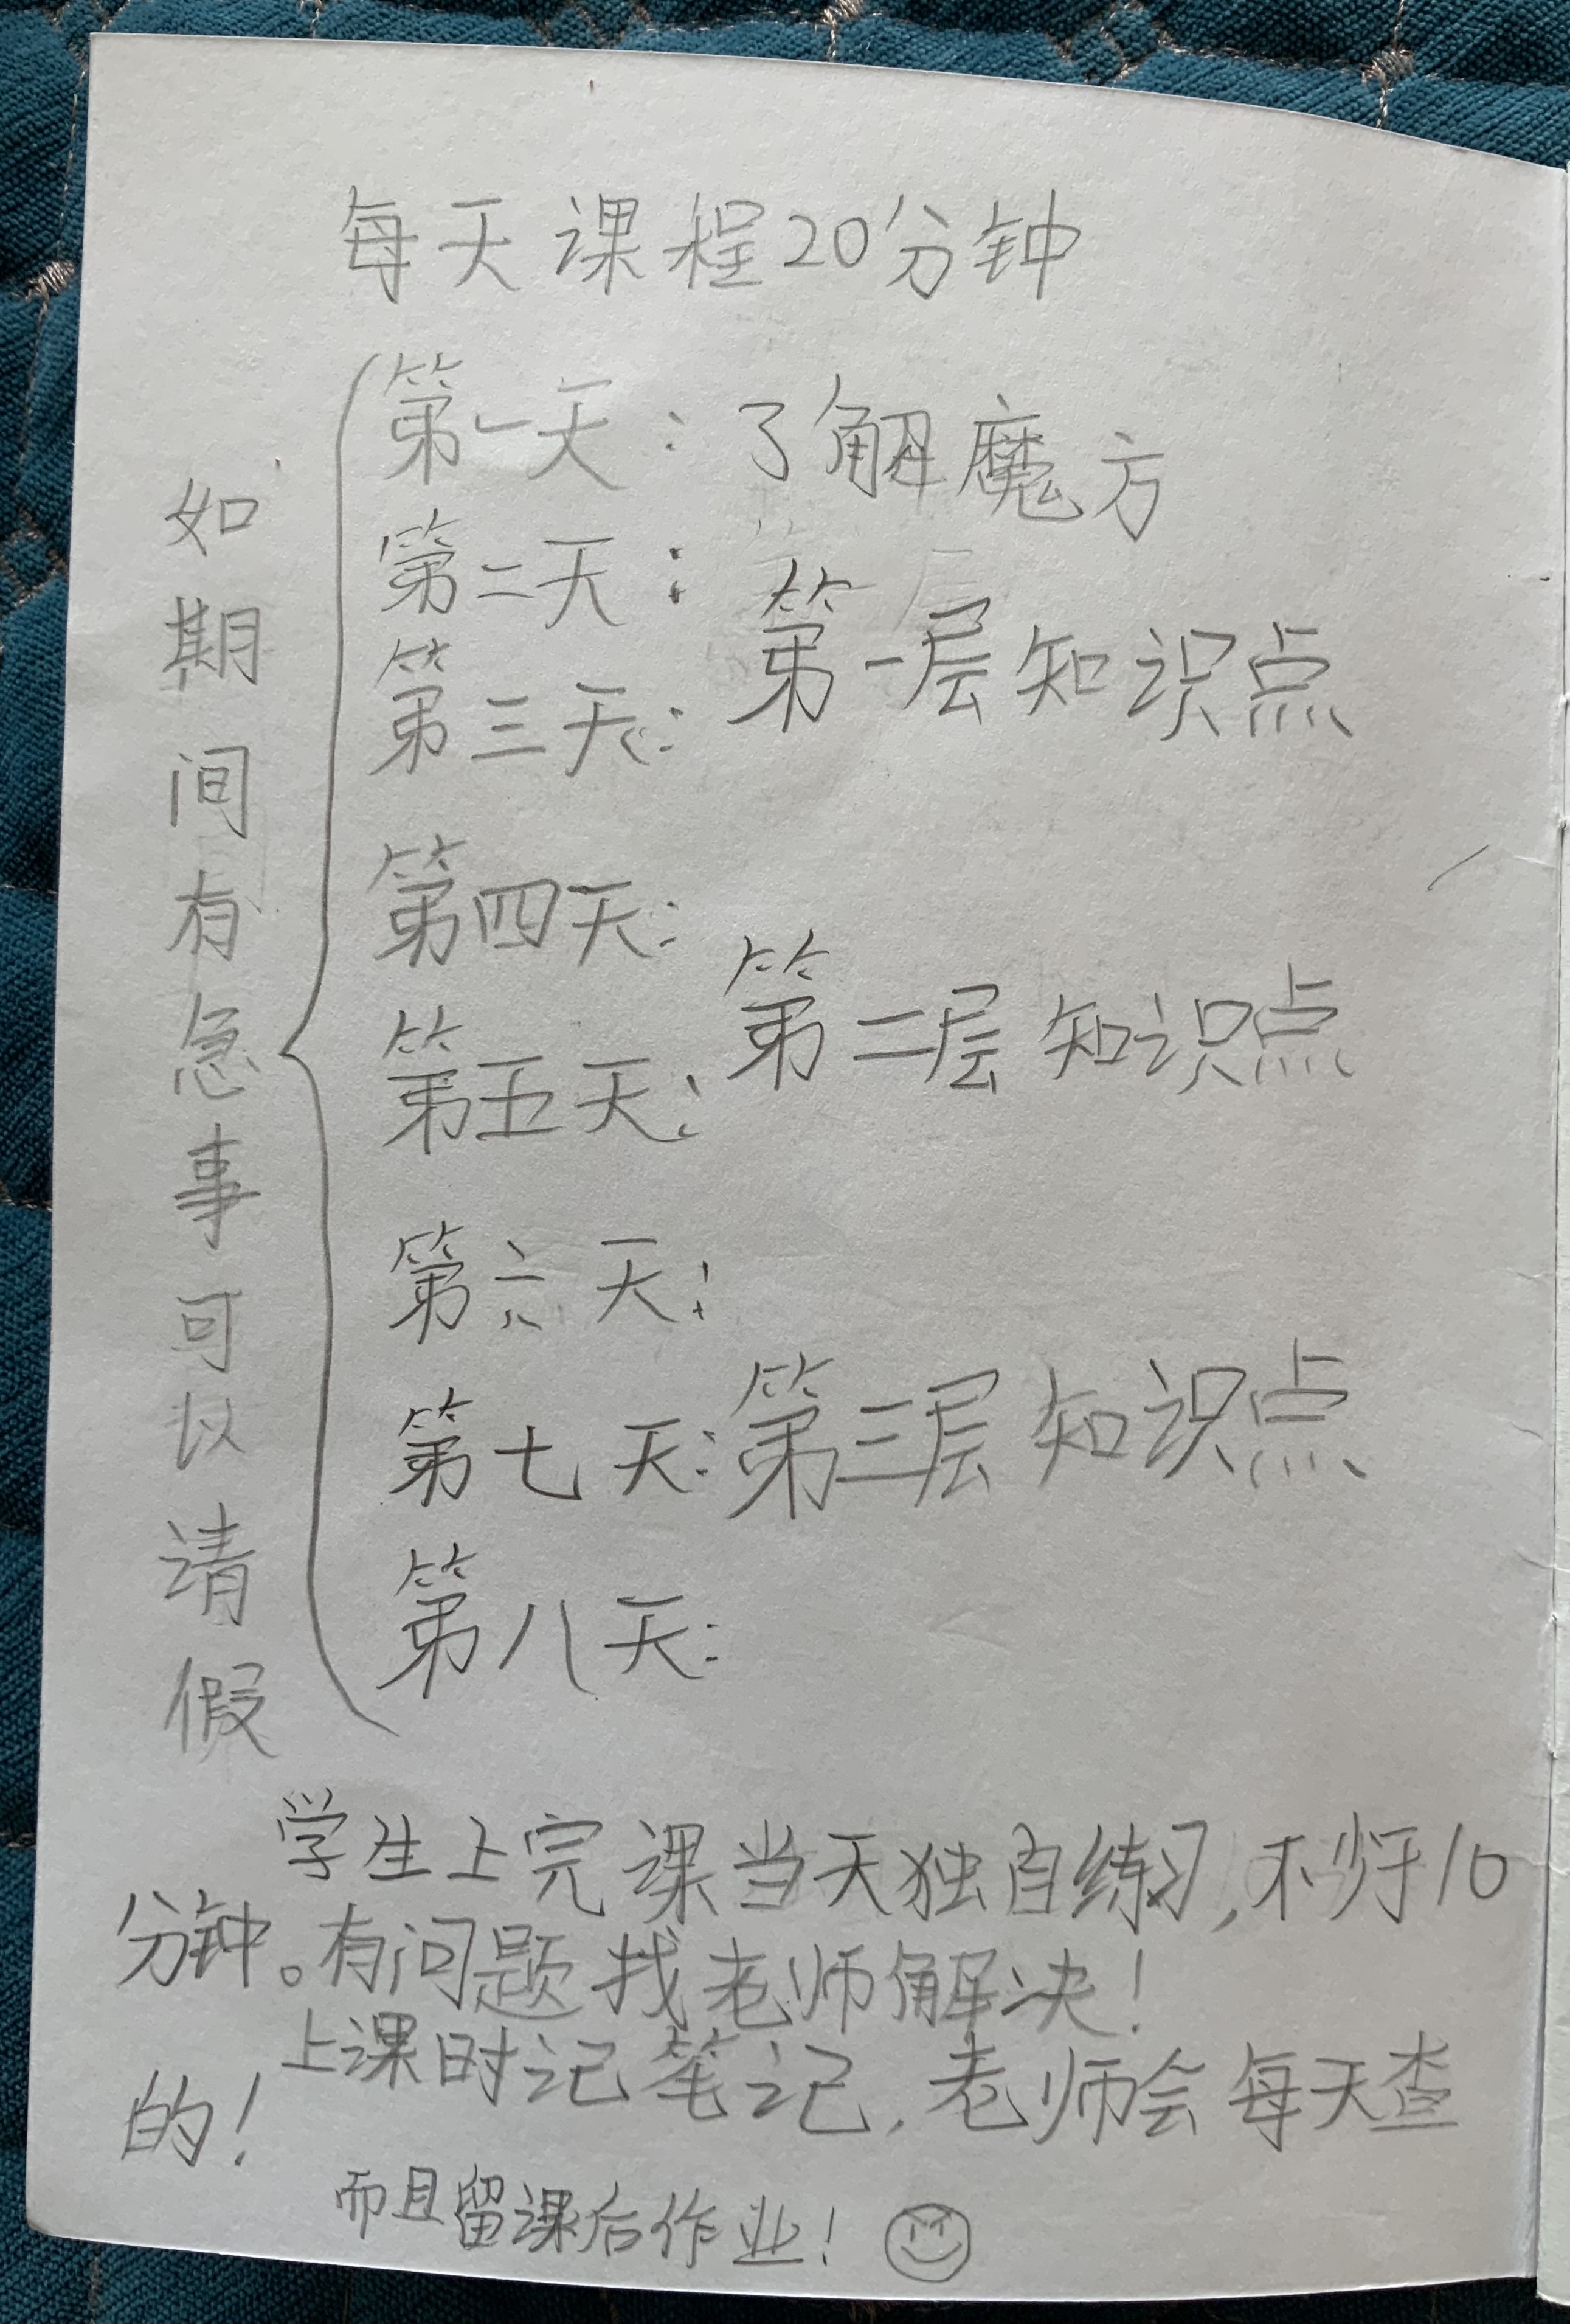 每天课程20分钟
如期间有急事可以请假
第一天：了解魔方
第二天：
第一层知识点
第三天：
第四天：
第二层知识点
第五天：
第六天：
第七天：第三层知识点
第八天：
学生上完课当天独自练习，不少于10
分钟。有问题找老师解决！
上课时记笔记，老师会每天查
的！
而且留课后作业！